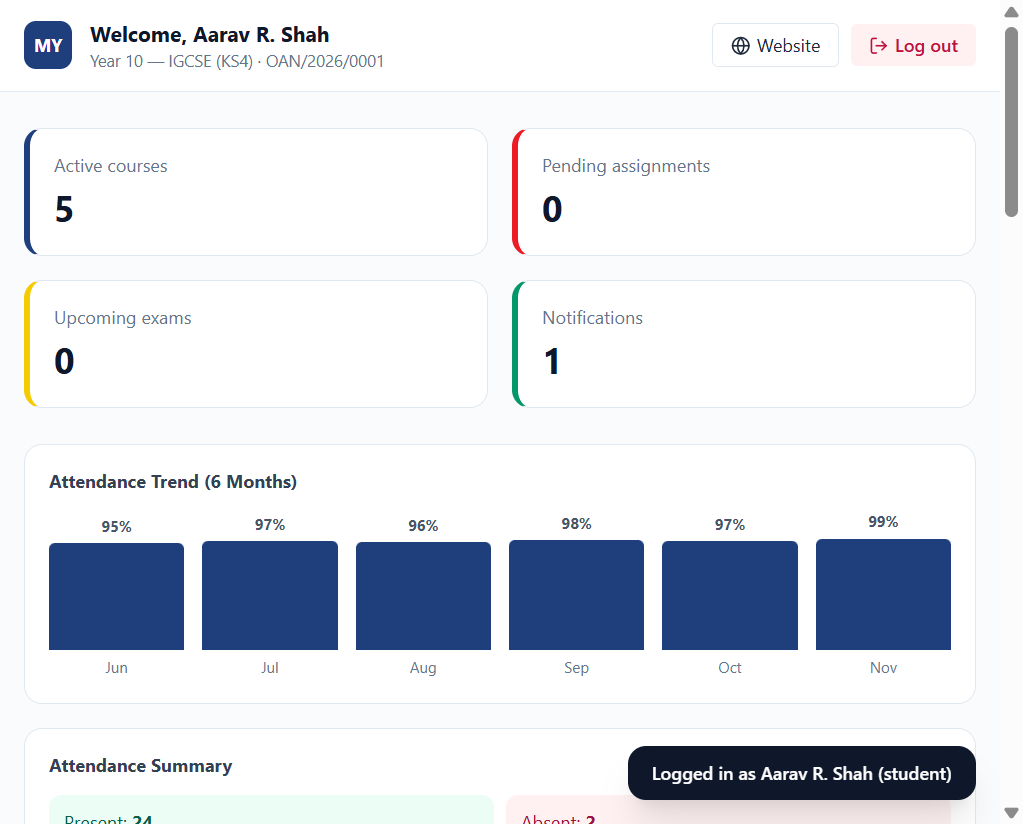 MY
Welcome, Aarav R. Shah
Year 10 — IGCSE (KS4) · OAN/2026/0001
Website
Log out
Active courses
5
Pending assignments
0
Upcoming exams
0
Notifications
1
Attendance Trend (6 Months)
95% 97% 96% 98% 97% 99%
Jun Jul Aug Sep Oct Nov
Attendance Summary
Logged in as Aarav R. Shah (student)
Present: 24
Absent: 2